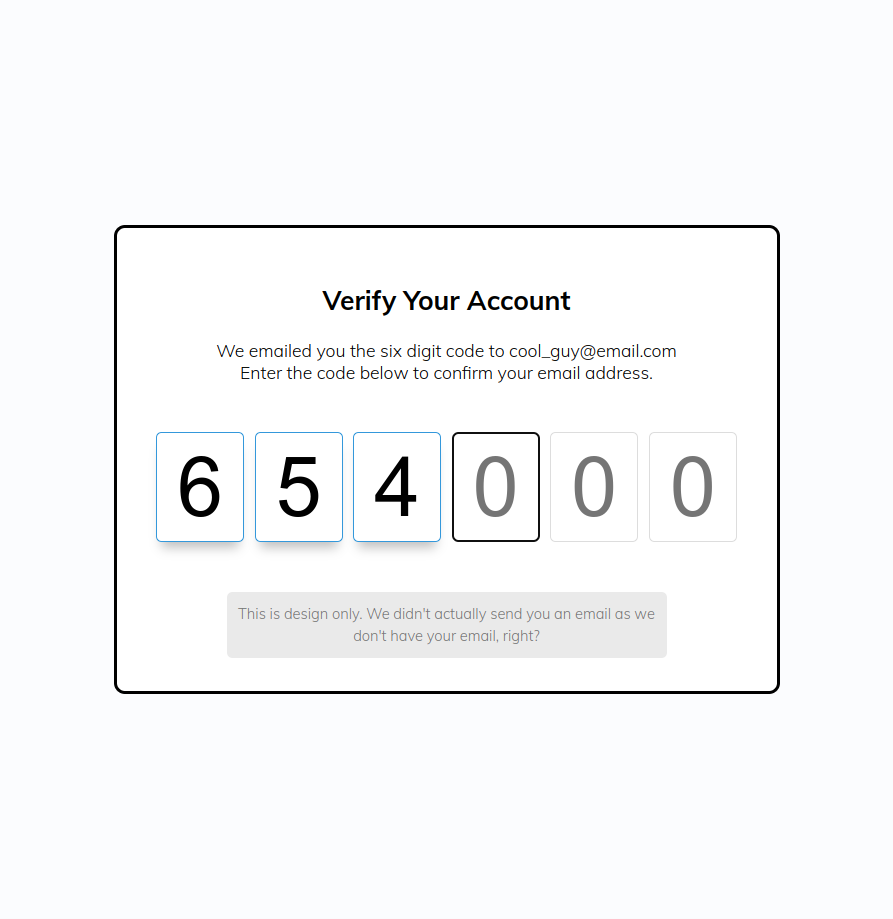 Verify Your Account
We emailed you the six digit code to cool_guy@email.com
Enter the code below to confirm your email address.
6 5 4 0 0 0
This is design only. We didn't actually send you an email as we
don't have your email, right?